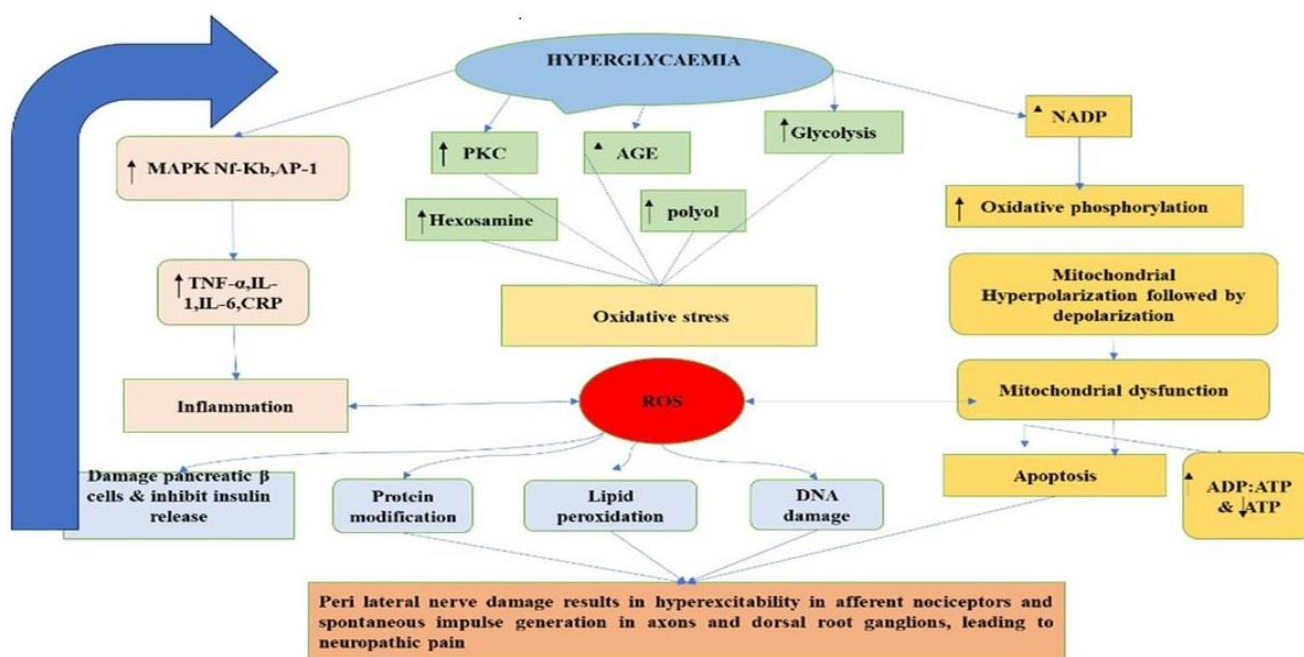 HYPERGLYCAEMIA
MAPK Nf-Kb,AP-1
PKC
AGE
Glycolysis
NADP
Hexosamine
polyol
Oxidative phosphorylation
TNF-α,IL-
1,IL-6,CRP
Oxidative stress
Mitochondrial
Hyperpolarization followed by
depolarization
Inflammation
ROS
Mitochondrial dysfunction
Damage pancreatic β
cells & inhibit insulin
release
Protein
modification
Lipid
peroxidation
DNA
damage
Apoptosis
ADP:ATP
& ↓ATP
Peri lateral nerve damage results in hyperexcitability in afferent nociceptors and
spontaneous impulse generation in axons and dorsal root ganglions, leading to
neuropathic pain